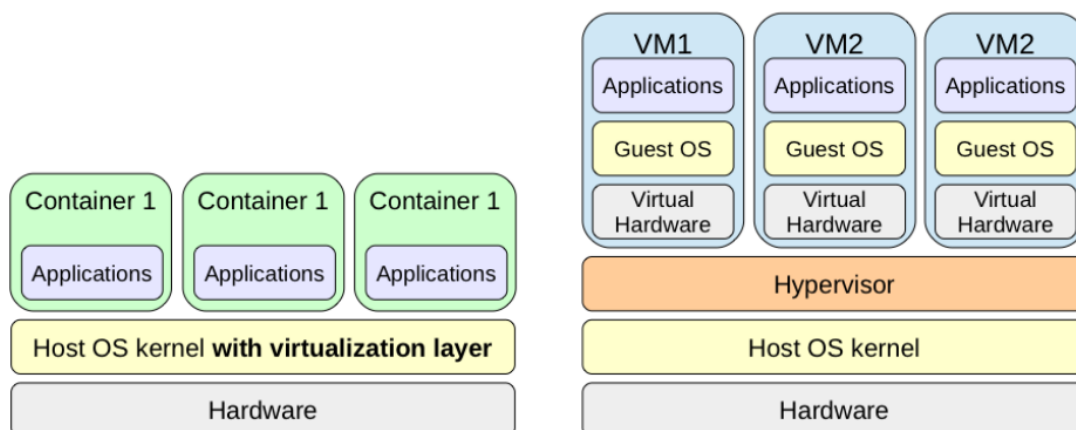 VM1
VM2
VM2
Applications
Applications
Applications
Guest OS
Guest OS
Guest OS
Virtual
Hardware
Virtual
Hardware
Virtual
Hardware
Container 1
Container 1
Container 1
Applications
Applications
Applications
Hypervisor
Host OS kernel with virtualization layer
Host OS kernel
Hardware
Hardware